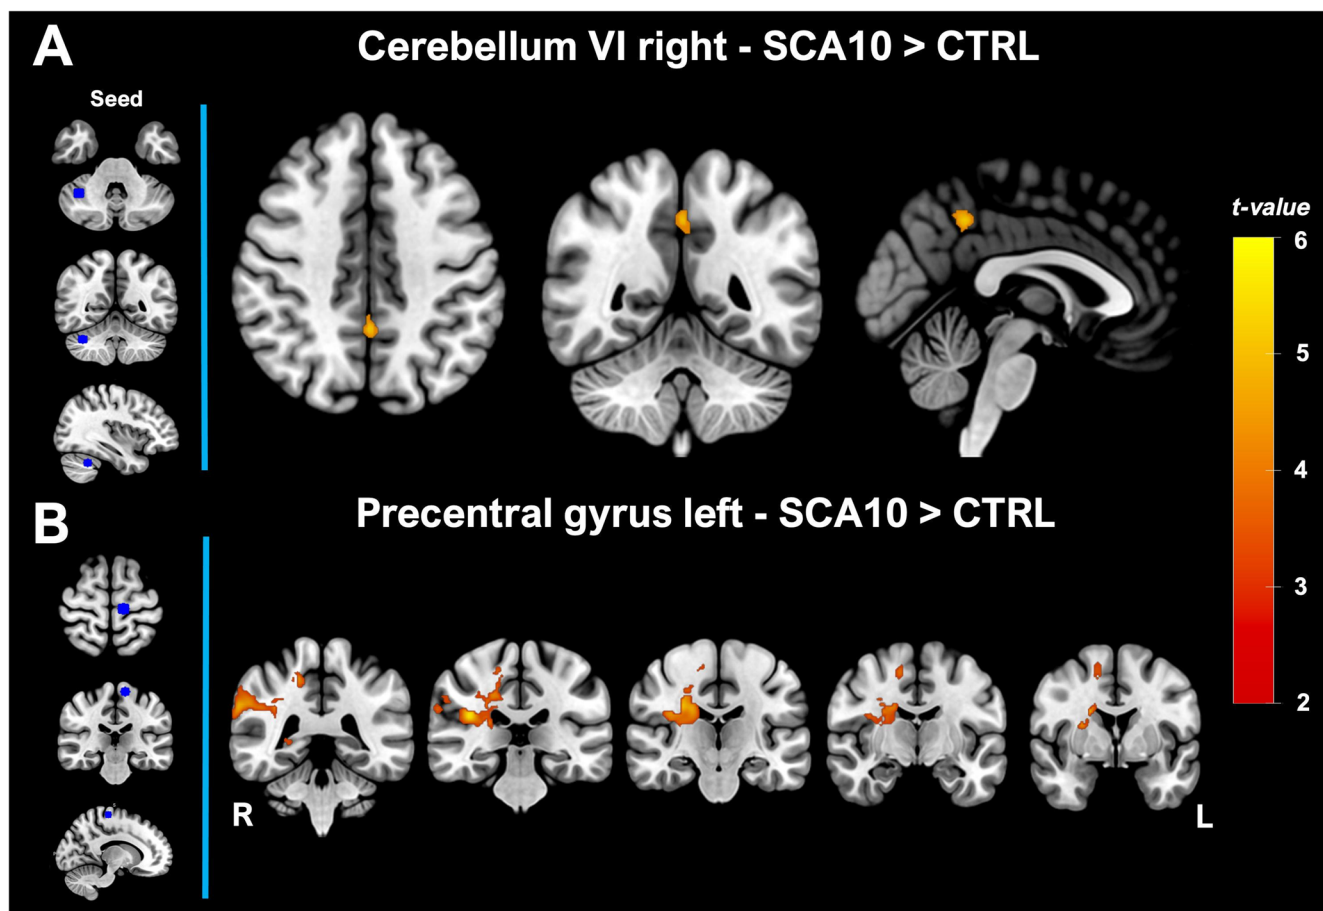 A
Cerebellum VI right - SCA10 > CTRL
Seed
t-value
6
5
4
3
2
B
Precentral gyrus left - SCA10 > CTRL
R
L